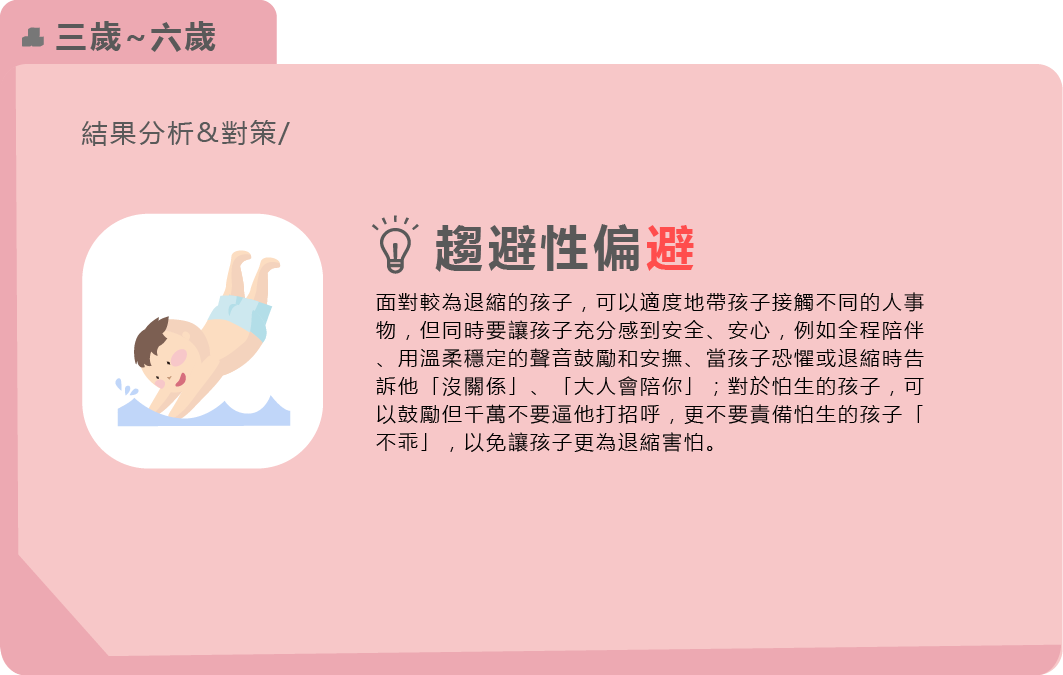 三歲~六歲
結果分析&對策/
趨避性偏避
面對較為退縮的孩子，可以適度地帶孩子接觸不同的人事
物，但同時要讓孩子充分感到安全、安心，例如全程陪伴
、用溫柔穩定的聲音鼓勵和安撫、當孩子恐懼或退縮時告
訴他「沒關係」、「大人會陪你」；對於怕生的孩子，可
以鼓勵但千萬不要逼他打招呼，更不要責備怕生的孩子「
不乖」，以免讓孩子更為退縮害怕。